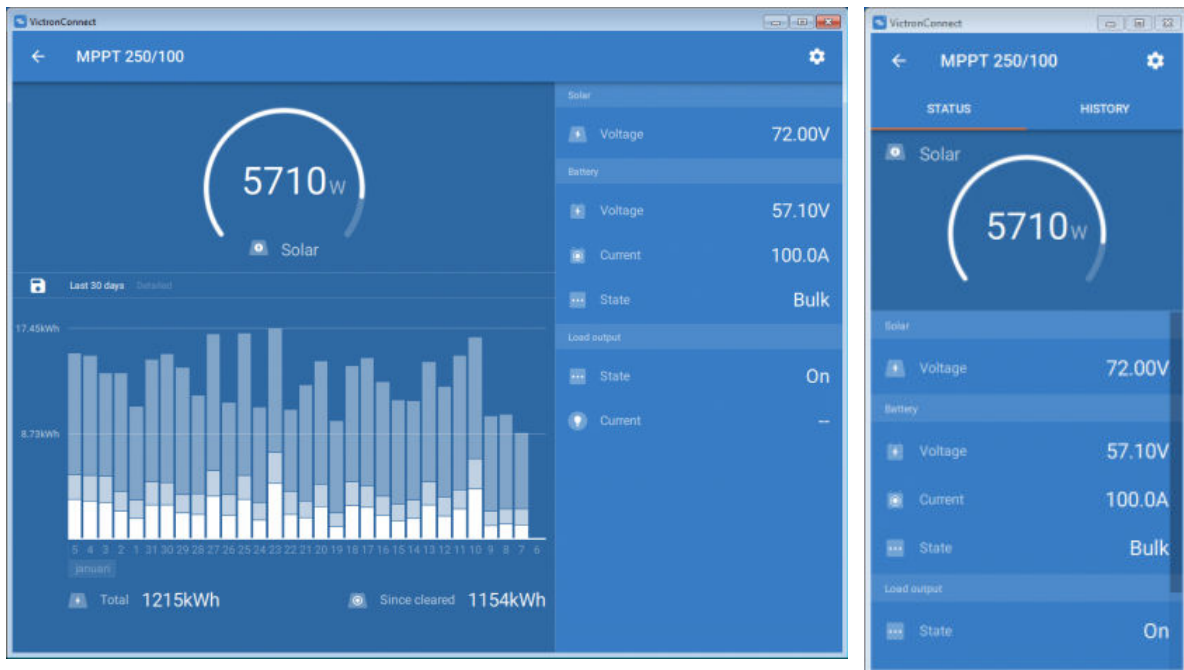 VictronConnect
MPPT 250/100
5710W
Solar
Last 30 days Detailed
17.45kWh
8.73kWh
5 4 3 2 1 31 30 29 28 27 26 25 24 23 22 21 20 19 18 17 16 15 14 13 12 11 10 9 8 7 6
januari
Total 1215kWh Since cleared 1154kWh
Solar
Voltage 72.00V
Battery
Voltage 57.10V
Current 100.0A
State Bulk
Load output
State On
Current --
VictronConnect
MPPT 250/100
STATUS HISTORY
Solar
5710W
Solar
Voltage 72.00V
Battery
Voltage 57.10V
Current 100.0A
State Bulk
Load output
State On